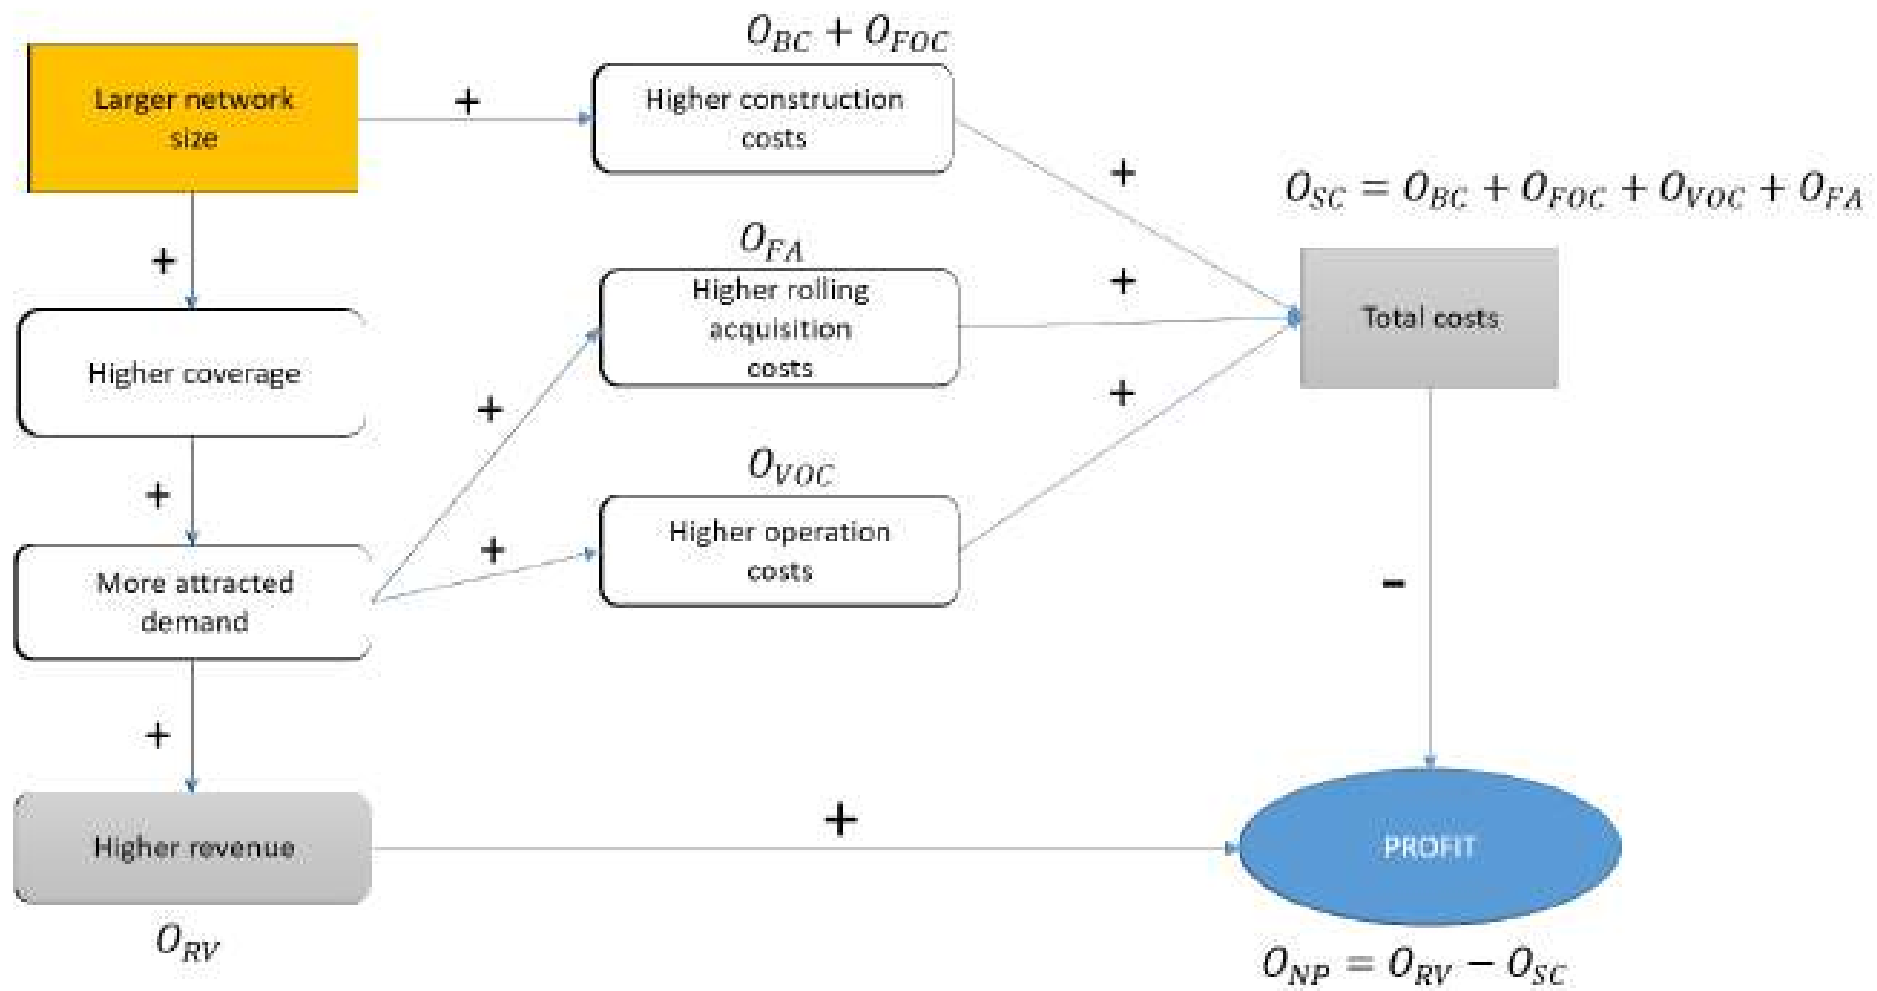 O_BC + O_FOC
Larger network
size
+
Higher construction
costs
+
O_SC = O_BC + O_FOC + O_VOC + O_FA
+
O_FA
Higher rolling
acquisition
costs
+
Total costs
Higher coverage
+
+
+
O_VOC
Higher operation
costs
+
More attracted
demand
-
+
+
Higher revenue
PROFIT
O_RV
O_NP = O_RV − O_SC